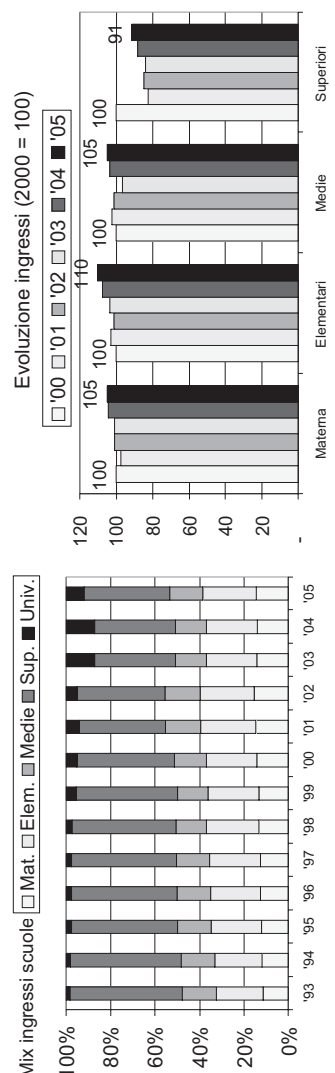 Mix ingressi scuole
Mat. Elem. Medie Sup. Univ.
100%
80%
60%
40%
20%
0%
'93 '94 '95 '96 '97 '98 '99 '00 '01 '02 '03 '04 '05
Evoluzione ingressi (2000 = 100)
'00 '01 '02 '03 '04 '05
120
100
80
60
40
20
-
100 105 100 110 100 105 100 91
Materna Elementari Medie Superiori